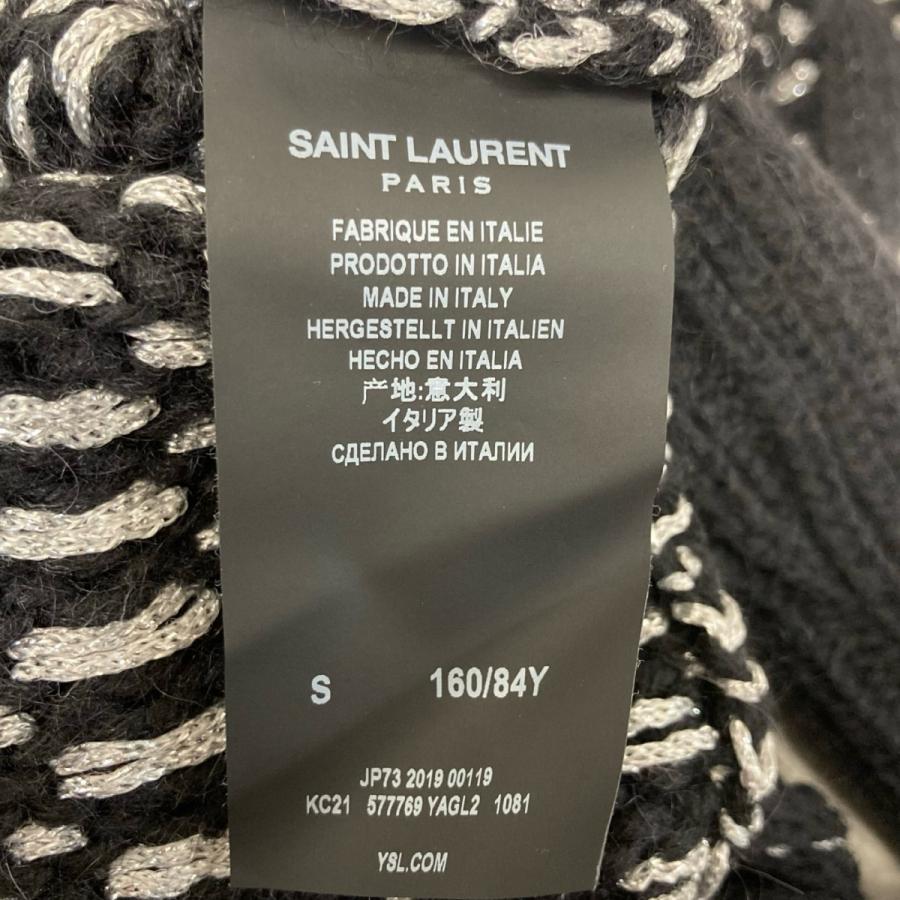 SAINT LAURENT
PARIS
FABRIQUE EN ITALIE
PRODOTTO IN ITALIA
MADE IN ITALY
HERGESTELLT IN ITALIEN
HECHO EN ITALIA
产地:意大利
イタリア製
СДЕЛАНО В ИТАЛИИ
S 160/84Y
JP73 2019 00119
KC21 577769 YAGL2 1081
YSL.COM